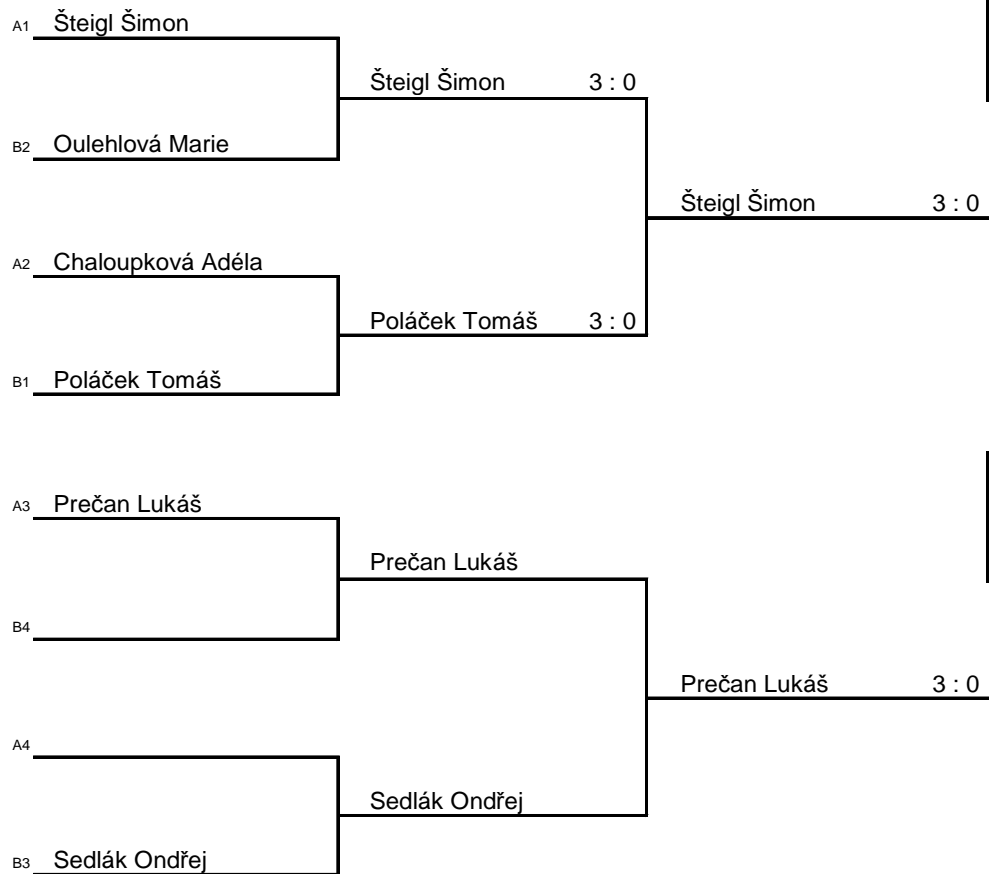 A1 Šteigl Šimon
Šteigl Šimon 3 : 0
B2 Oulehlová Marie
Šteigl Šimon 3 : 0
A2 Chaloupková Adéla
Poláček Tomáš 3 : 0
B1 Poláček Tomáš
A3 Prečan Lukáš
Prečan Lukáš
B4
Prečan Lukáš 3 : 0
A4
Sedlák Ondřej
B3 Sedlák Ondřej